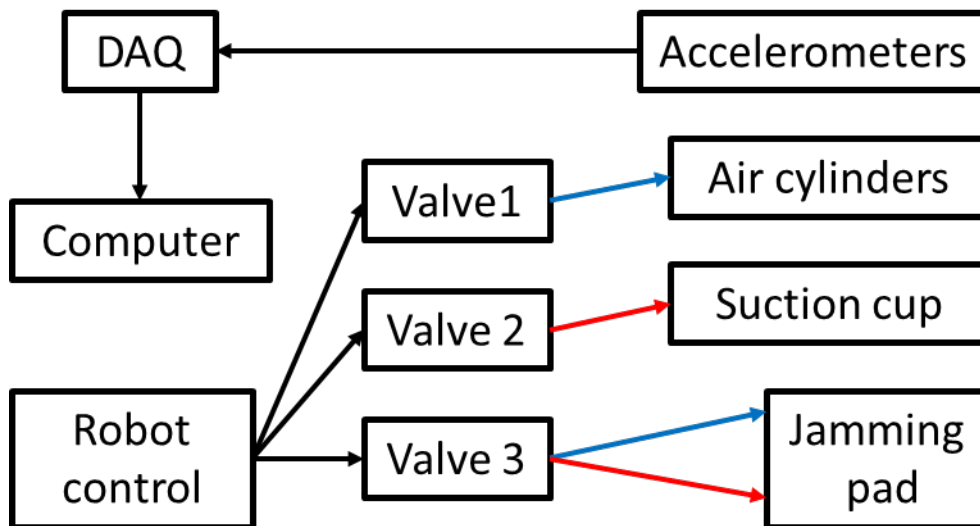 DAQ
Accelerometers
Valve1
Air cylinders
Computer
Valve 2
Suction cup
Robot
control
Valve 3
Jamming
pad